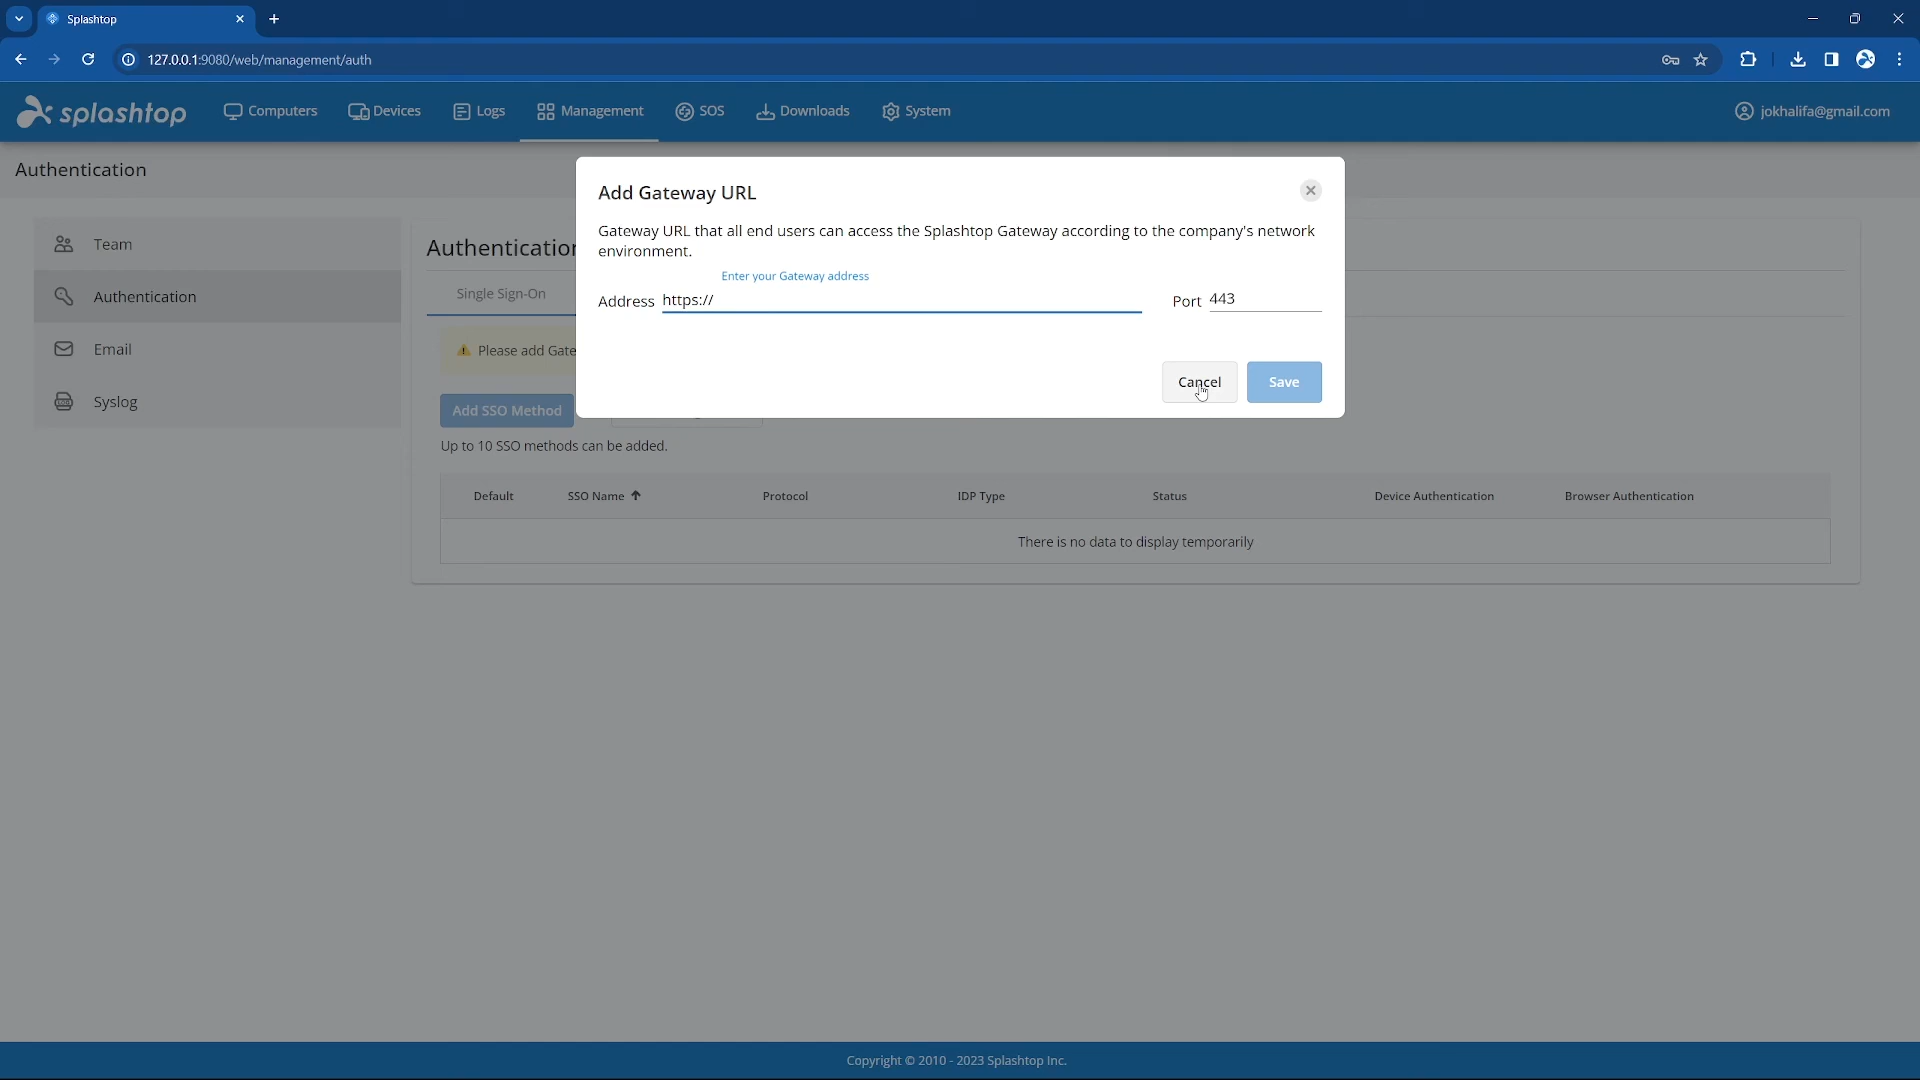 Splashtop
127.0.0.1:9080/web/management/auth
splashtop
Computers
Devices
Logs
Management
SOS
Downloads
System
jokhalifa@gmail.com
Authentication
Team
Authentication
Email
Syslog
Authentication
Single Sign-On
Please add Gate
Add SSO Method
Up to 10 SSO methods can be added.
Default
SSO Name
Protocol
IDP Type
Status
Device Authentication
Browser Authentication
There is no data to display temporarily
Add Gateway URL
Gateway URL that all end users can access the Splashtop Gateway according to the company's network
environment.
Enter your Gateway address
Address https://
Port 443
Cancel
Save
Copyright © 2010 - 2023 Splashtop Inc.